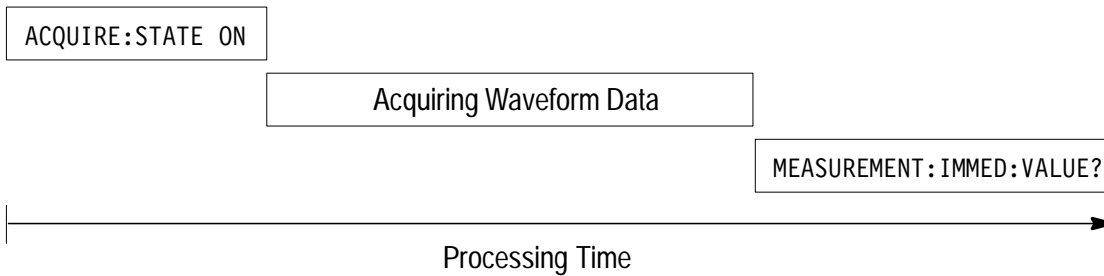 ACQUIRE:STATE ON
Acquiring Waveform Data
MEASUREMENT:IMMED:VALUE?
Processing Time